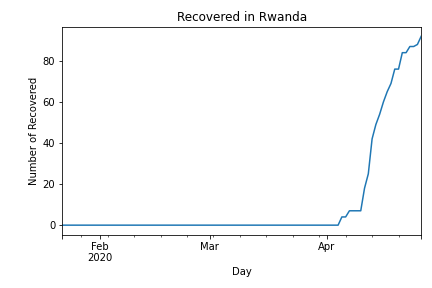 Recovered in Rwanda
Number of Recovered
80
60
40
20
0
Feb
2020
Mar
Apr
Day